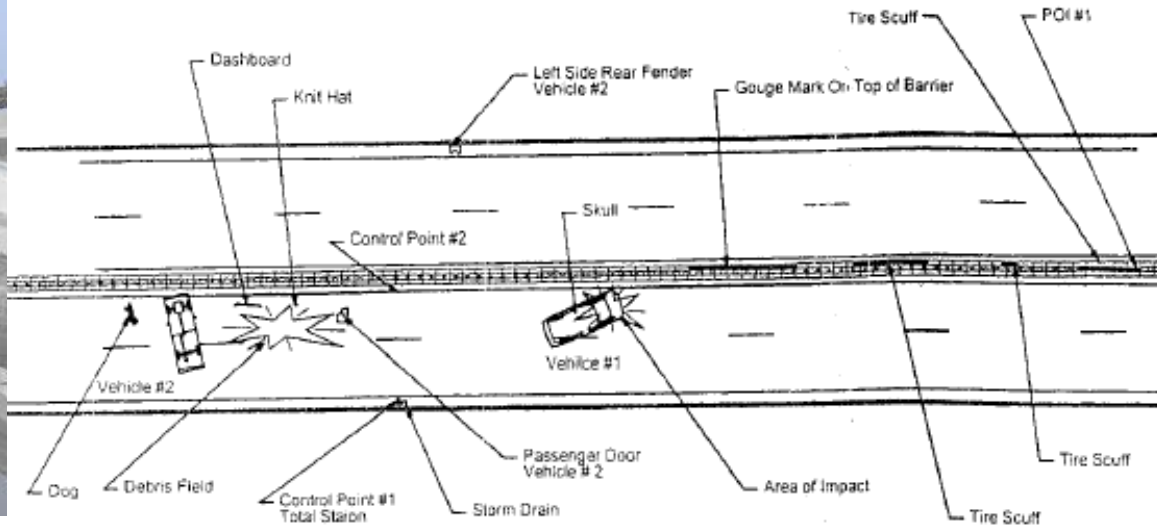 Tire Scuff
POI #1
Dashboard
Left Side Rear Fender
Vehicle #2
Knit Hat
Gouge Mark On Top of Barrier
Skull
Control Point #2
Vehicle #2
Vehilce #1
Dog
Debris Field
Control Point #1
Total Staion
Storm Drain
Passenger Door
Vehicle # 2
Area of Impact
Tire Scuff
Tire Scuff